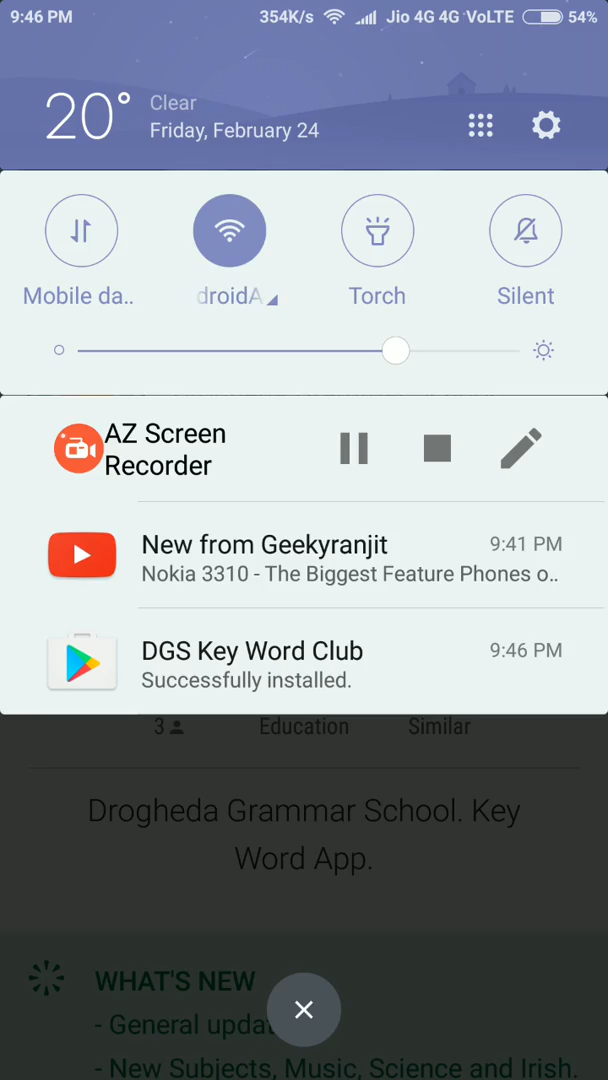 9:46 PM 354K/s Jio 4G 4G VoLTE 54%
20° Clear
Friday, February 24
Mobile da.. droidA Torch Silent
AZ Screen
Recorder
New from Geekyranjit 9:41 PM
Nokia 3310 - The Biggest Feature Phones o..
DGS Key Word Club 9:46 PM
Successfully installed.
3 Education Similar
Drogheda Grammar School. Key
Word App.
WHAT'S NEW
- General upda
- New Subjects, Music, Science and Irish.